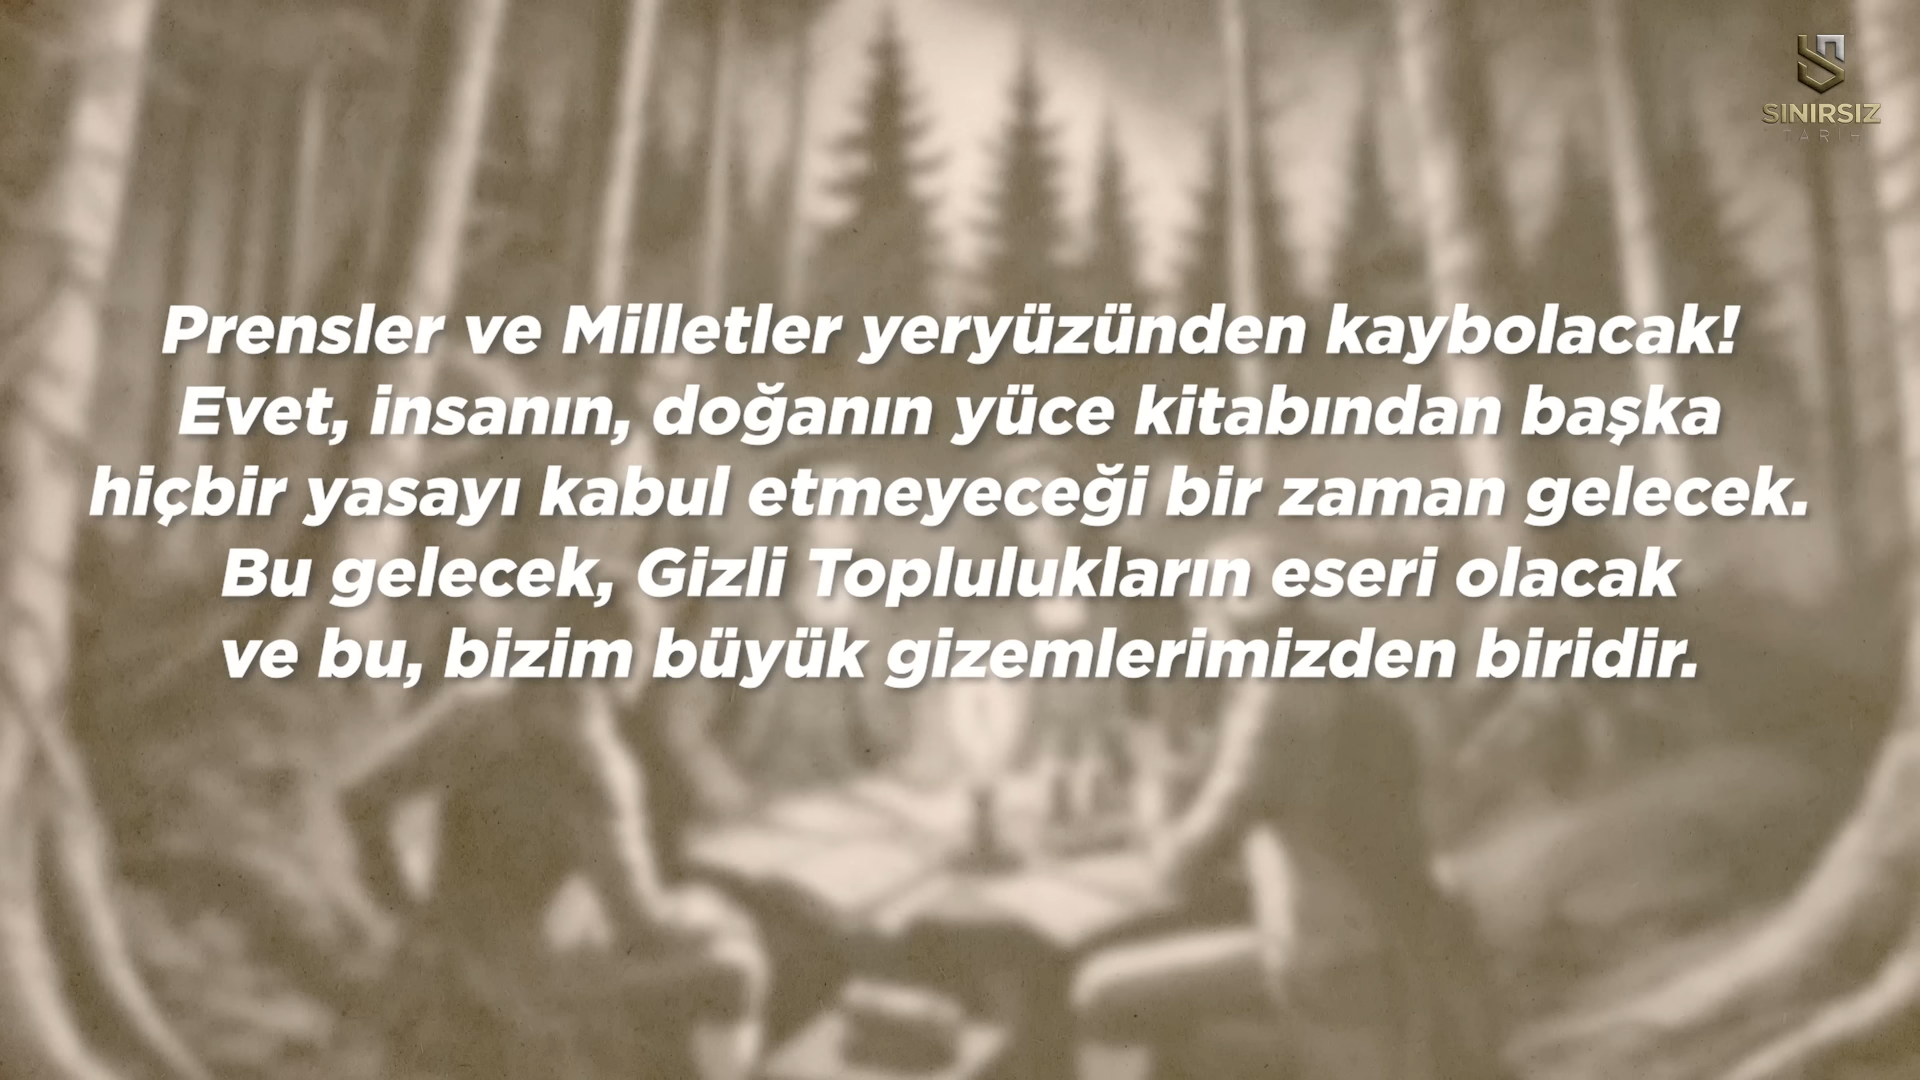 SINIRSIZ
TARİH
Prensler ve Milletler yeryüzünden kaybolacak!
Evet, insanın, doğanın yüce kitabından başka
hiçbir yasayı kabul etmeyeceği bir zaman gelecek.
Bu gelecek, Gizli Toplulukların eseri olacak
ve bu, bizim büyük gizemlerimizden biridir.